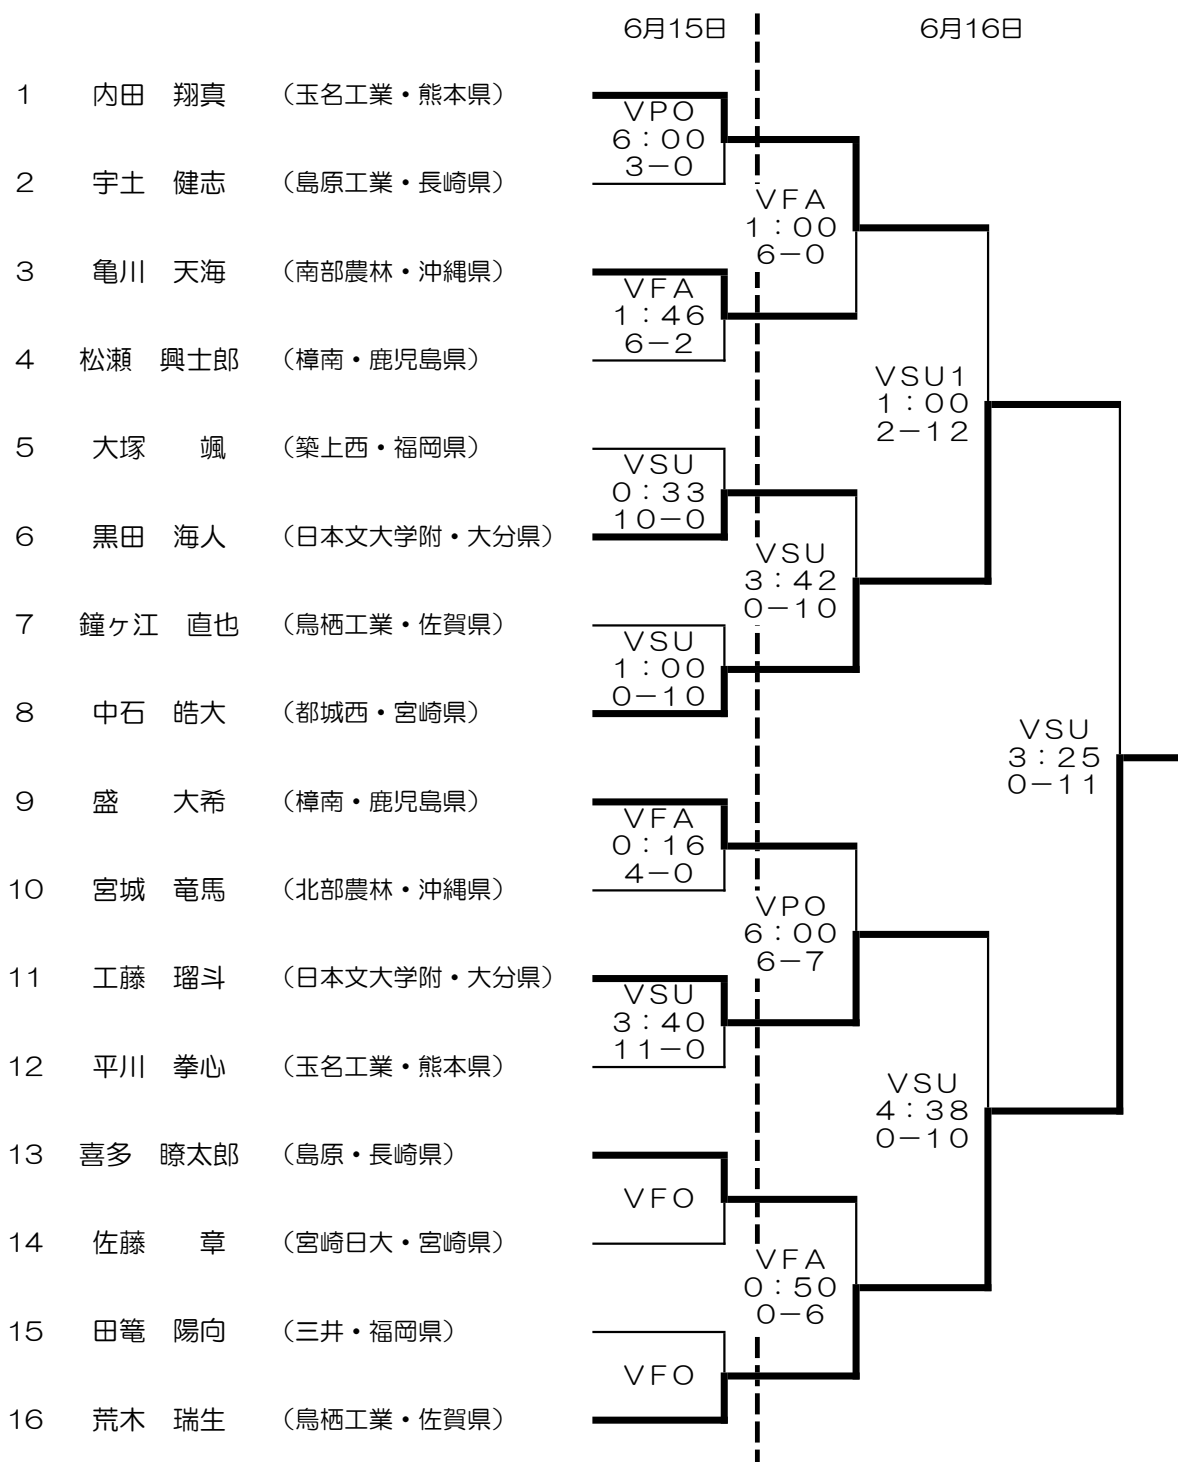 6月15日 6月16日
1 内田 翔真 (玉名工業・熊本県)
VPO
6:00
3-0
2 宇土 健志 (島原工業・長崎県)
VFA
1:00
6-0
3 亀川 天海 (南部農林・沖縄県)
VFA
1:46
6-2
4 松瀬 興士郎 (樟南・鹿児島県)
VSU1
1:00
2-12
5 大塚 颯 (築上西・福岡県)
VSU
0:33
10-0
6 黒田 海人 (日本文大学附・大分県)
VSU
3:42
0-10
7 鐘ヶ江 直也 (鳥栖工業・佐賀県)
VSU
1:00
0-10
8 中石 皓大 (都城西・宮崎県)
VSU
3:25
0-11
9 盛 大希 (樟南・鹿児島県)
VFA
0:16
4-0
10 宮城 竜馬 (北部農林・沖縄県)
VPO
6:00
6-7
11 工藤 瑠斗 (日本文大学附・大分県)
VSU
3:40
11-0
12 平川 拳心 (玉名工業・熊本県)
VSU
4:38
0-10
13 喜多 瞭太郎 (島原・長崎県)
VFO
14 佐藤 章 (宮崎日大・宮崎県)
VFA
0:50
0-6
15 田篭 陽向 (三井・福岡県)
VFO
16 荒木 瑞生 (鳥栖工業・佐賀県)